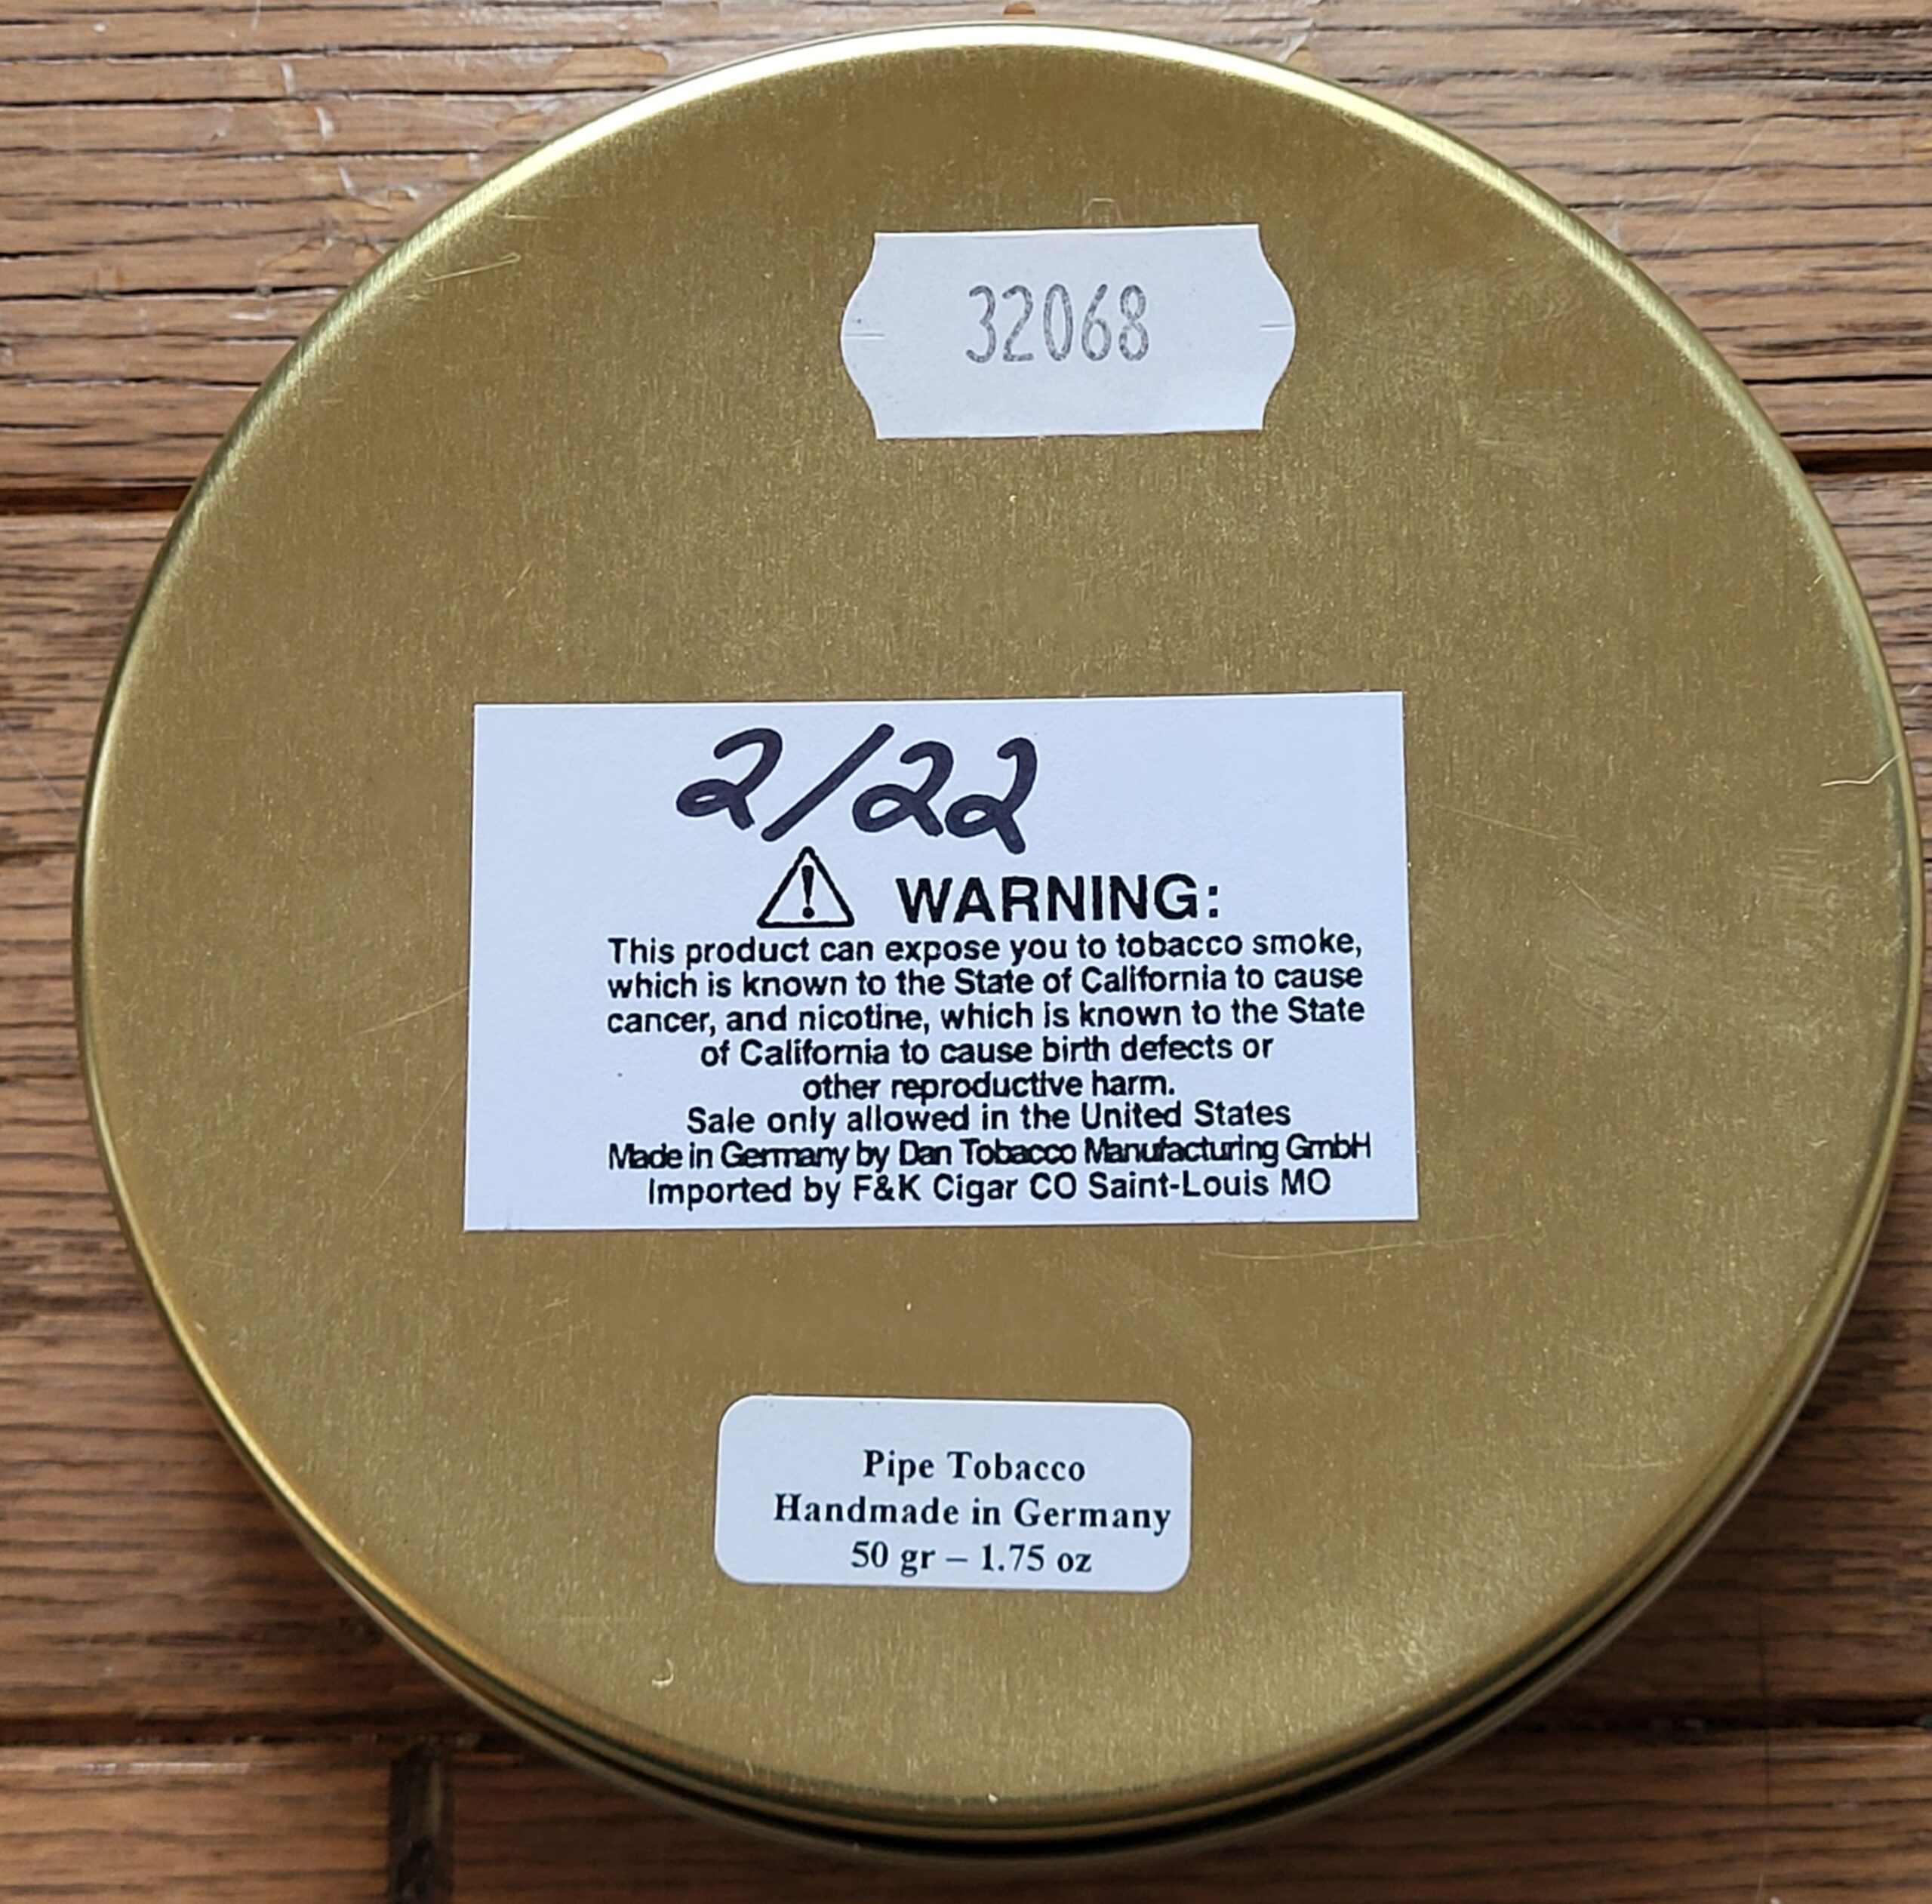 32068
2/22
WARNING:
This product can expose you to tobacco smoke,
which is known to the State of California to cause
cancer, and nicotine, which is known to the State
of California to cause birth defects or
other reproductive harm.
Sale only allowed in the United States
Made in Germany by Dan Tobacco Manufacturing GmbH
Imported by F&K Cigar CO Saint-Louis MO
Pipe Tobacco
Handmade in Germany
50 gr – 1.75 oz